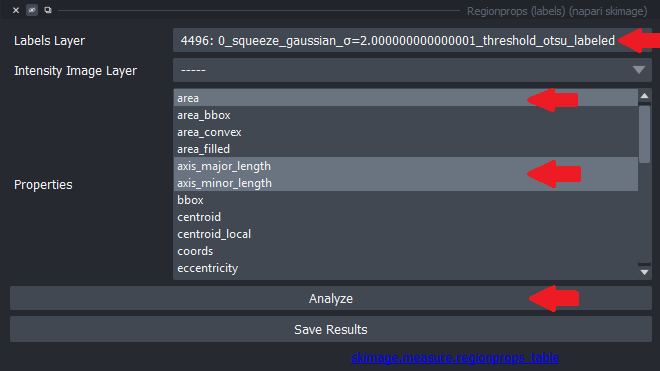 Regionprops (labels) (napari skimage)
Labels Layer
4496: 0_squeeze_gaussian_σ=2.000000000000001_threshold_otsu_labeled
Intensity Image Layer
-----
Properties
area
area_bbox
area_convex
area_filled
axis_major_length
axis_minor_length
bbox
centroid
centroid_local
coords
eccentricity
Analyze
Save Results
skimage.measure.regionprops_table